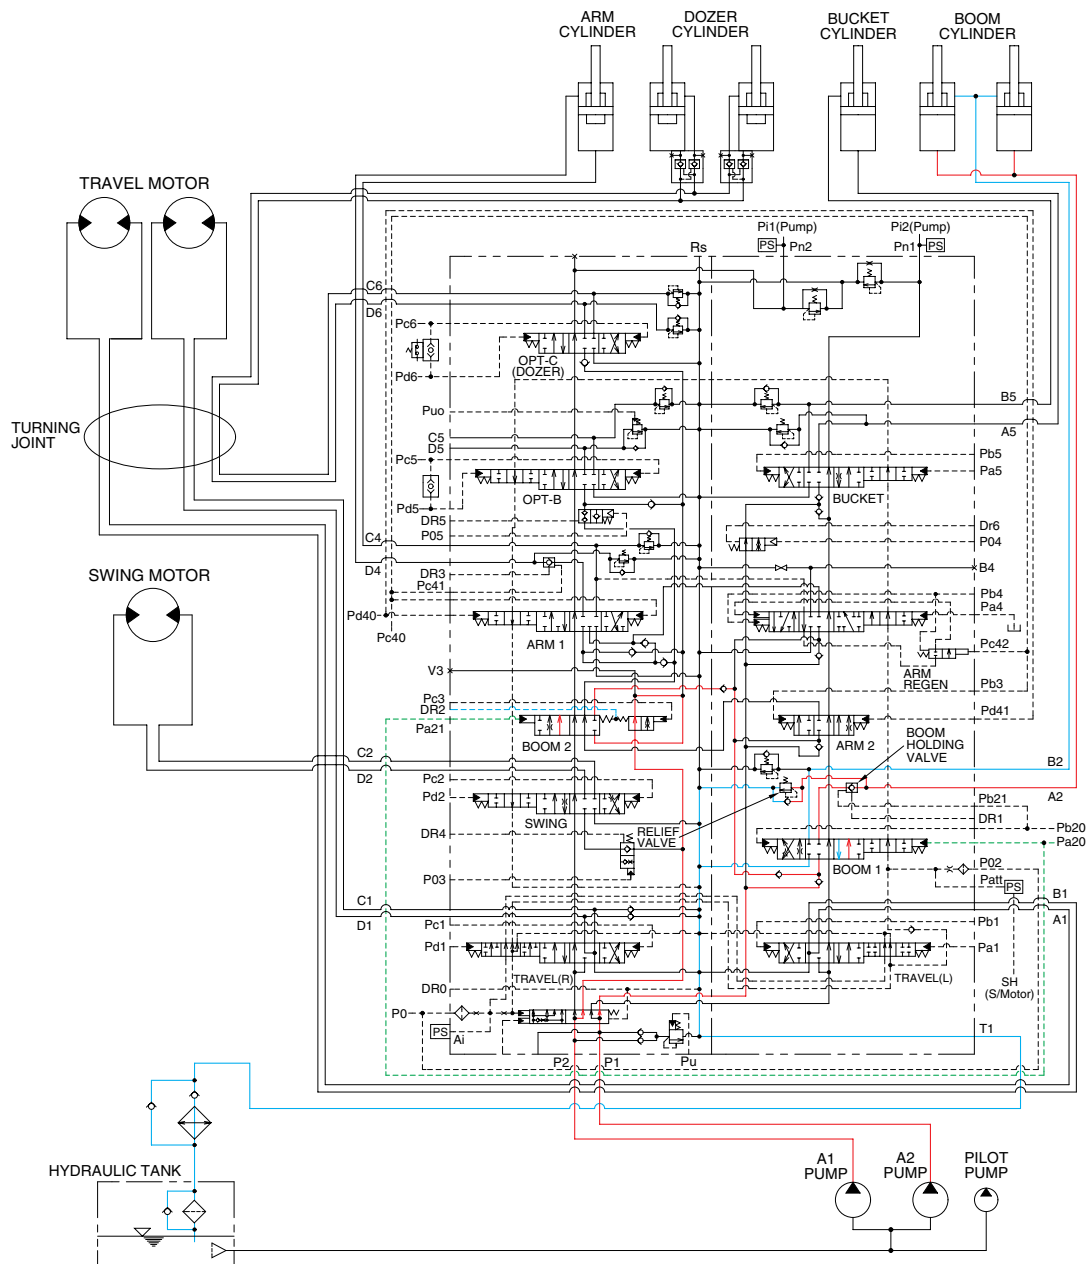 ARM
CYLINDER
DOZER
CYLINDER
BUCKET
CYLINDER
BOOM
CYLINDER
TRAVEL MOTOR
Pi1(Pump)
Pi2(Pump)
Rs
PS
Pn2
Pn1
PS
C6
D6
Pc6
Pd6
OPT-C
(DOZER)
Puo
B5
C5
A5
D5
TURNING
JOINT
Pc5
Pb5
Pa5
OPT-B
BUCKET
Pd5
DR5
Dr6
P05
P04
C4
D4
B4
DR3
SWING MOTOR
Pc41
Pb4
Pa4
Pd40
Pc40
ARM 1
Pc42
V3
ARM
REGEN
Pb3
Pc3
DR2
Pd41
Pa21
BOOM 2
ARM 2
BOOM
HOLDING
VALVE
C2
B2
D2
Pc2
Pd2
A2
Pb21
SWING
DR1
DR4
RELIEF
VALVE
Pb20
Pa20
BOOM 1
P02
P03
Patt
PS
C1
B1
D1
A1
Pc1
Pb1
Pd1
Pa1
TRAVEL(R)
TRAVEL(L)
SH
(S/Motor)
DR0
P0
PS
Ai
T1
P2
P1
Pu
HYDRAULIC TANK
A1
PUMP
A2
PUMP
PILOT
PUMP